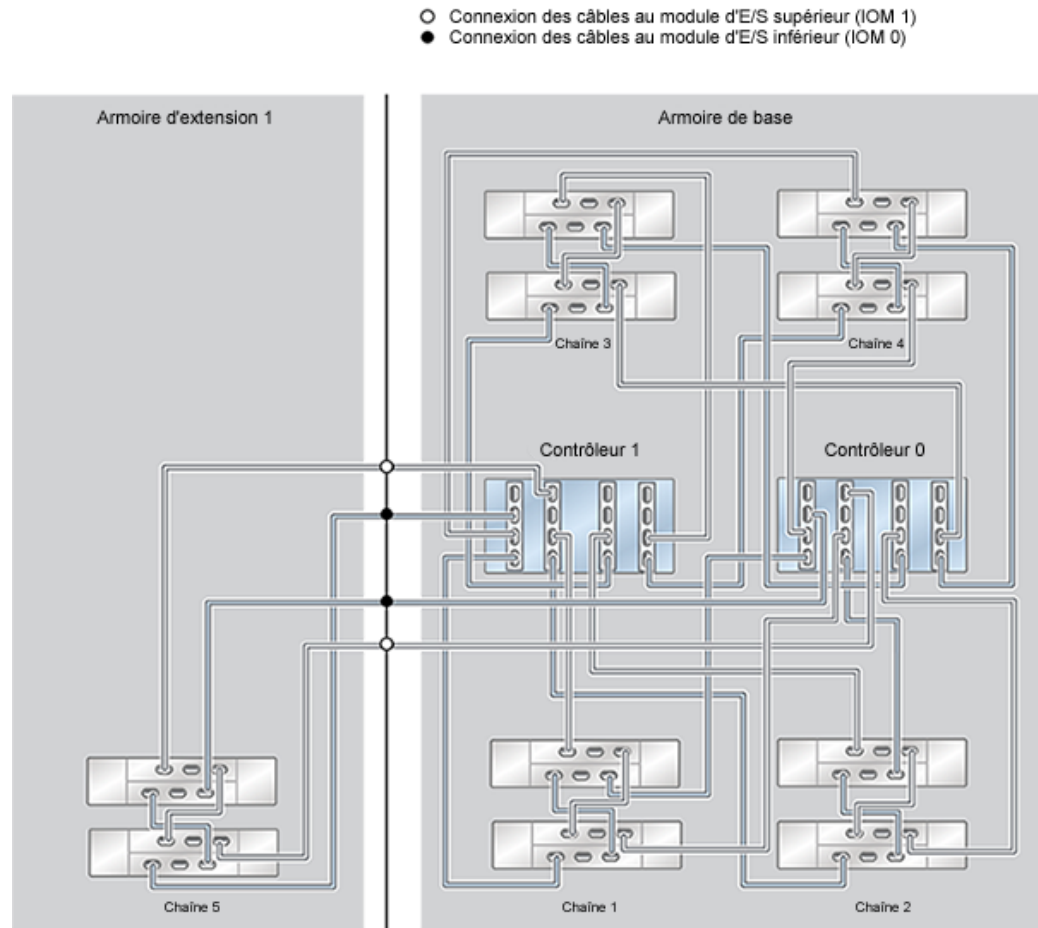 Connexion des câbles au module d'E/S supérieur (IOM 1)
Connexion des câbles au module d'E/S inférieur (IOM 0)
Armoire d'extension 1
Armoire de base
Chaîne 3
Chaîne 4
Contrôleur 1
Contrôleur 0
Chaîne 5
Chaîne 1
Chaîne 2